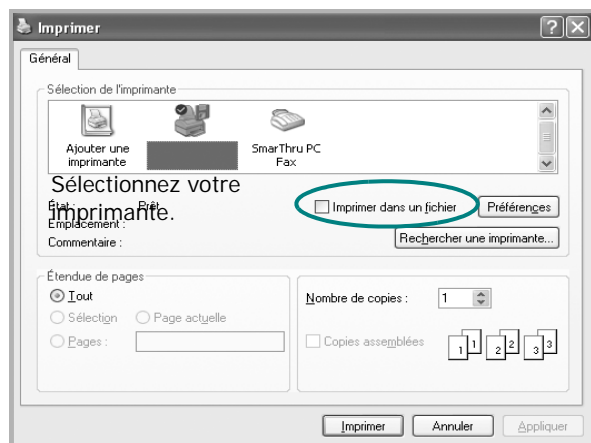 Imprimer
Général
Sélection de l'imprimante
Ajouter une imprimante
SmarThru PC Fax
Sélectionnez votre
imprimante.
État : Prêt
Emplacement :
Commentaire :
Imprimer dans un fichier
Préférences
Rechercher une imprimante...
Étendue de pages
Tout
Sélection Page actuelle
Pages :
Nombre de copies : 1
Copies assemblées
1 1 2 2 3 3
Imprimer Annuler Appliquer